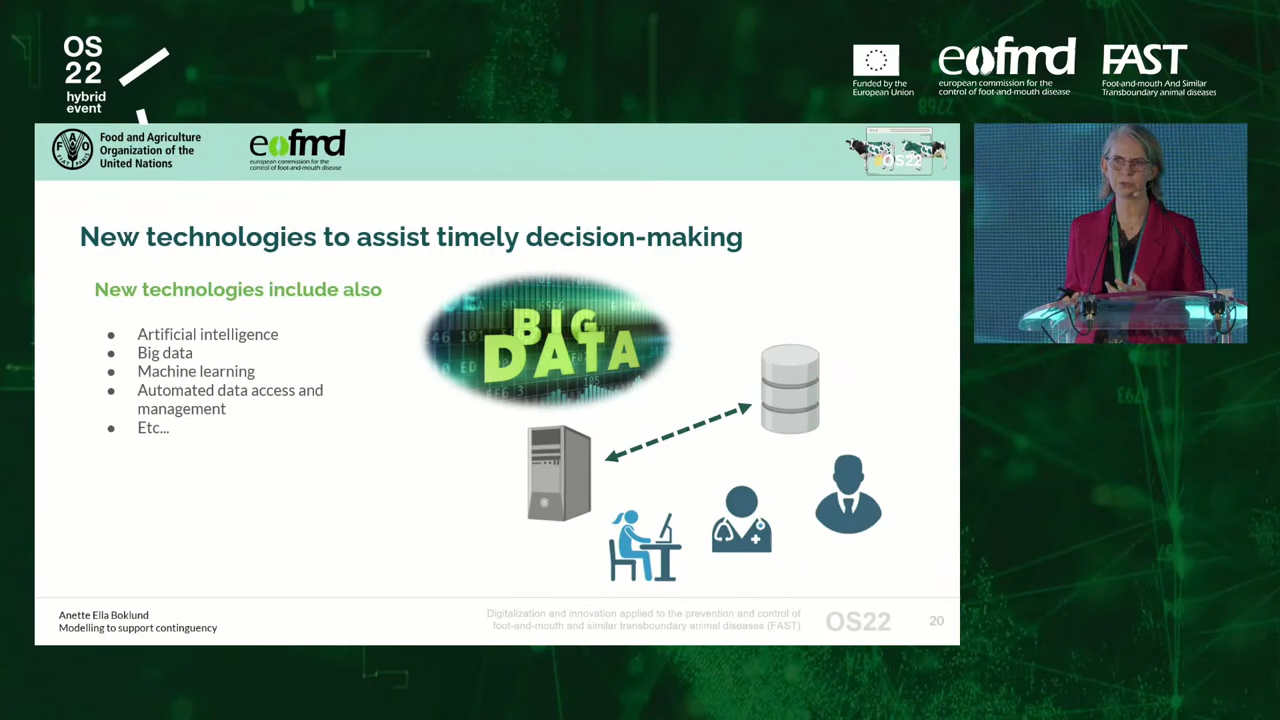 OS
22
hybrid
event
Funded by the
European Union
eofmd
european commission for the
control of foot-and-mouth disease
FAST
Foot-and-mouth And Similar
Transboundary animal diseases
FAO
Food and Agriculture
Organization of the
United Nations
eofmd
european commission for the
control of foot-and-mouth disease
OS22
New technologies to assist timely decision-making
New technologies include also
● Artificial intelligence
● Big data
● Machine learning
● Automated data access and
management
● Etc...
BIG
DATA
Anette Ella Boklund
Modelling to support contingency
Digitalization and innovation applied to the prevention and control of
foot-and-mouth and similar transboundary animal diseases (FAST)
OS22
20